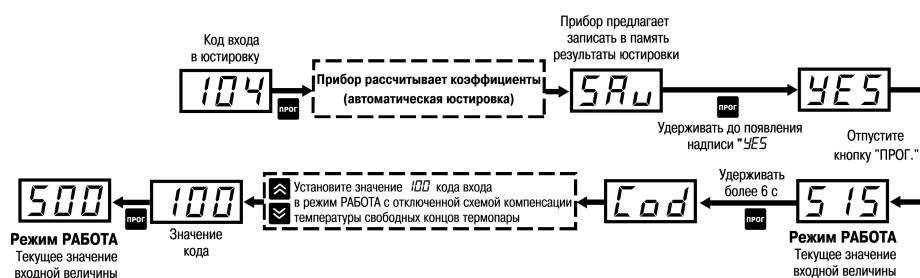 Код входа
в юстировку
104
ПРОГ
Прибор рассчитывает коэффициенты
(автоматическая юстировка)
Прибор предлагает
записать в память
результаты юстировки
SAu
ПРОГ
Удерживать до появления
надписи "YES
YES
Отпустите
кнопку "ПРОГ."
515
Режим РАБОТА
Текущее значение
входной величины
Удерживать
более 6 с
ПРОГ
Cod
Установите значение 100 кода входа
в режим РАБОТА с отключенной схемой компенсации
температуры свободных концов термопары
100
Значение
кода
ПРОГ
500
Режим РАБОТА
Текущее значение
входной величины